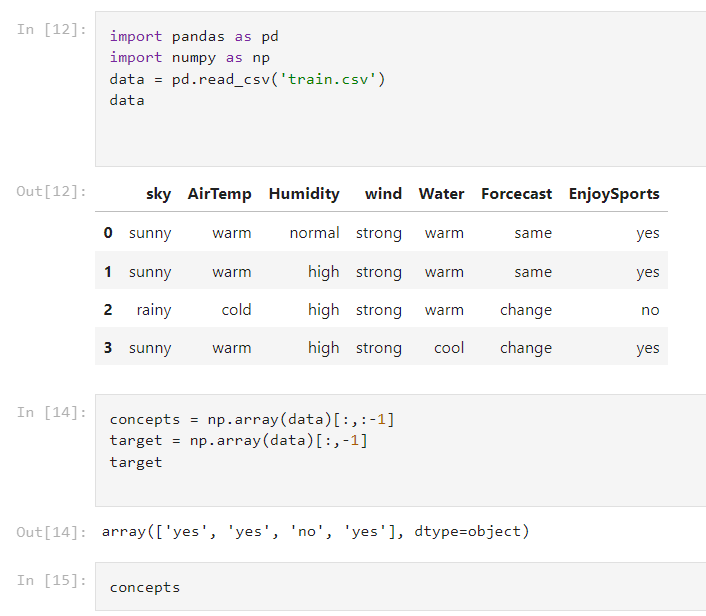 In [12]:
import pandas as pd
import numpy as np
data = pd.read_csv('train.csv')
data
Out[12]:
sky AirTemp Humidity wind Water Forcecast EnjoySports
0 sunny warm normal strong warm same yes
1 sunny warm high strong warm same yes
2 rainy cold high strong warm change no
3 sunny warm high strong cool change yes
In [14]:
concepts = np.array(data)[:,:-1]
target = np.array(data)[:,-1]
target
Out[14]: array(['yes', 'yes', 'no', 'yes'], dtype=object)
In [15]:
concepts